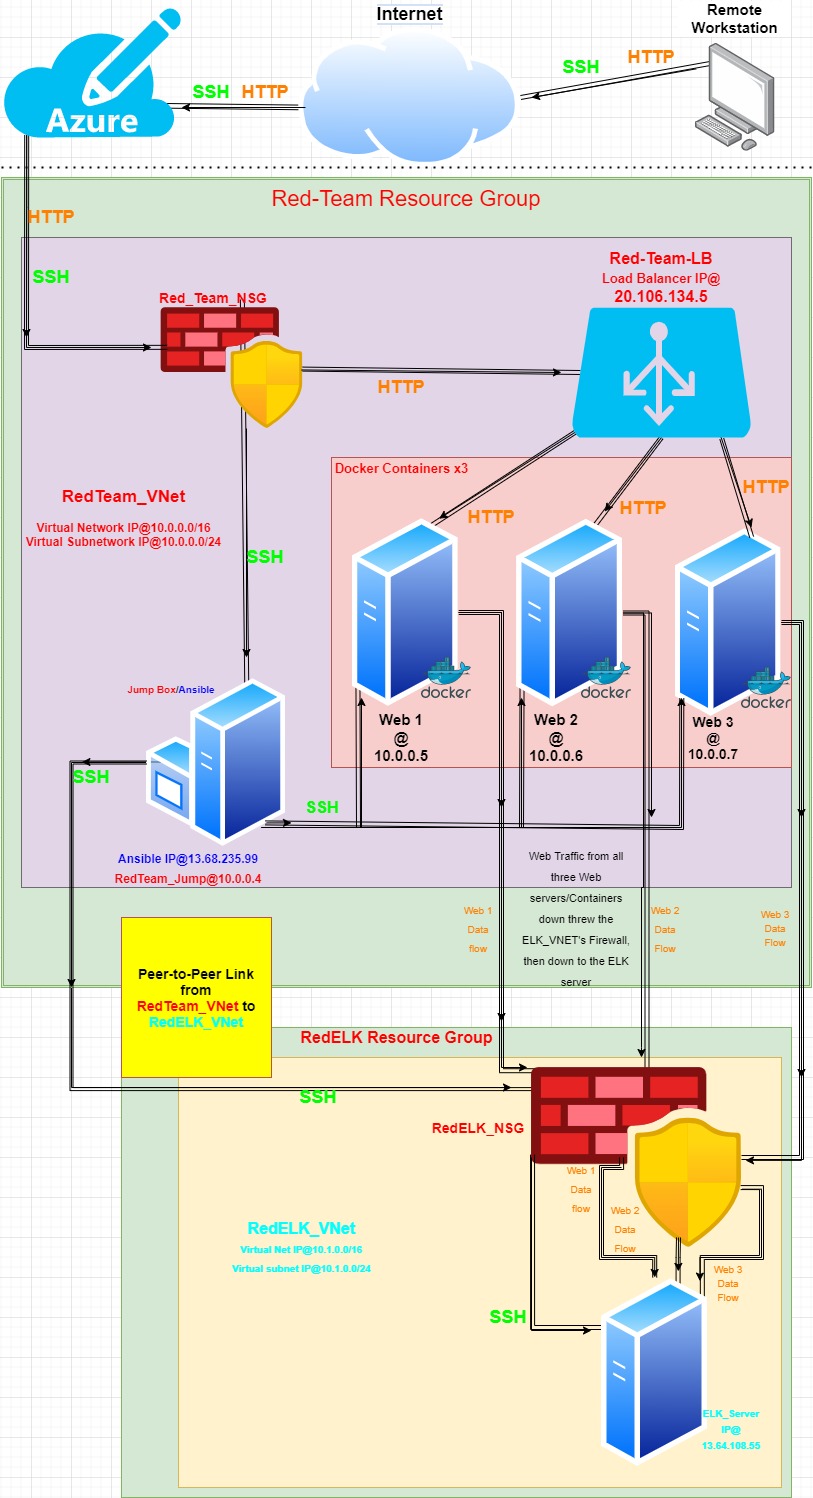 Internet
Remote
Workstation
SSH
HTTP
SSH
HTTP
Azure
Red-Team Resource Group
HTTP
SSH
Red_Team_NSG
Red-Team-LB
Load Balancer IP@
20.106.134.5
HTTP
Docker Containers x3
RedTeam_VNet
Virtual Network IP@10.0.0.0/16
Virtual Subnetwork IP@10.0.0.0/24
SSH
HTTP
HTTP
HTTP
docker
docker
docker
Web 1
@
10.0.0.5
Web 2
@
10.0.0.6
Web 3
@
10.0.0.7
Jump Box/Ansible
SSH
SSH
Ansible IP@13.68.235.99
RedTeam_Jump@10.0.0.4
Web Traffic from all
three Web
servers/Containers
down threw the
ELK_VNET's Firewall,
then down to the ELK
server
Web 1
Data
flow
Web 2
Data
Flow
Web 3
Data
Flow
Peer-to-Peer Link
from
RedTeam_VNet to
RedELK_VNet
RedELK Resource Group
SSH
RedELK_NSG
Web 1
Data
flow
Web 2
Data
Flow
Web 3
Data
Flow
RedELK_VNet
Virtual Net IP@10.1.0.0/16
Virtual subnet IP@10.1.0.0/24
SSH
ELK_Server
IP@
13.64.108.55